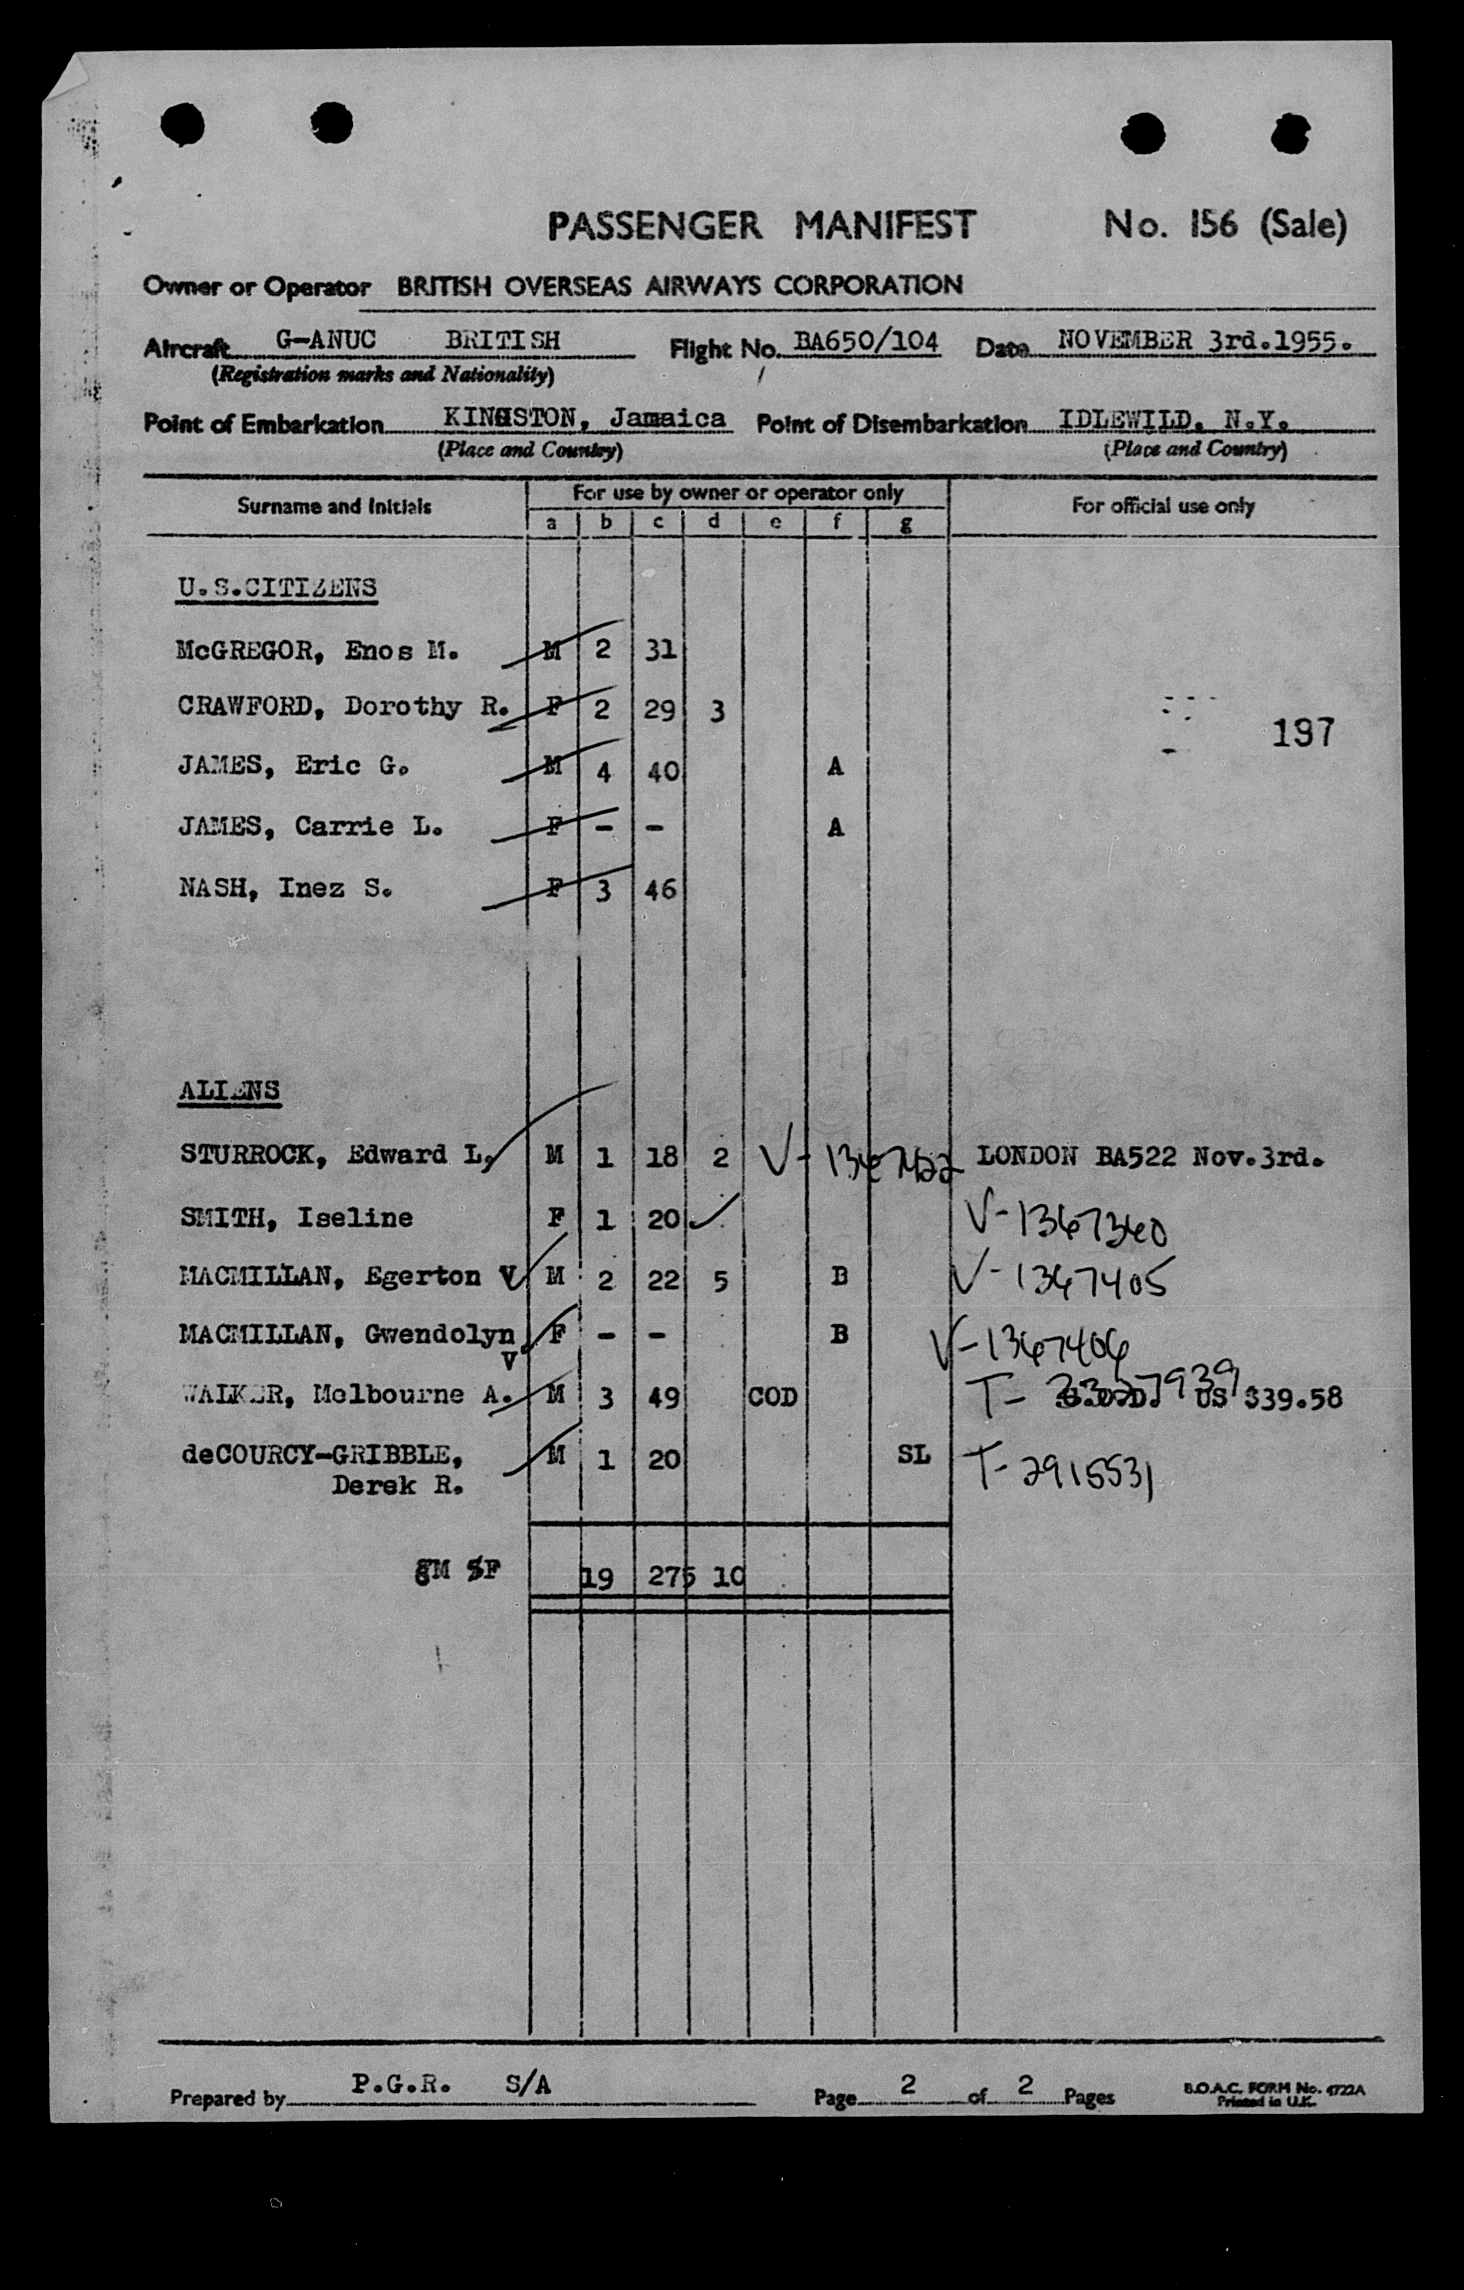 PASSENGER MANIFEST No. 156 (Sale)
Owner or Operator BRITISH OVERSEAS AIRWAYS CORPORATION
Aircraft G-ANUC BRITISH Flight No. BA650/104 Date NOVEMBER 3rd.1955.
(Registration marks and Nationality)
Point of Embarkation KINGSTON, Jamaica Point of Disembarkation IDLEWILD. N.Y.
(Place and Country) (Place and Country)
Surname and Initials For use by owner or operator only For official use only
a b c d e f g
U.S.CITIZENS
McGREGOR, Enos M. M 2 31
CRAWFORD, Dorothy R. F 2 29 3
197
JAMES, Eric G. M 4 40 A
JAMES, Carrie L. F - - A
NASH, Inez S. F 3 46
ALIENS
STURROCK, Edward L. M 1 18 2 V-1367422 LONDON BA522 Nov.3rd.
SMITH, Iseline F 1 20 V-1367340
MACMILLAN, Egerton V M 2 22 5 B V-1367405
MACMILLAN, Gwendolyn F - - B V-1367406
V.
WALKER, Melbourne A. M 3 49 COD T- US $39.58
deCOURCY-GRIBBLE, M 1 20 SL T-2915531
Derek R.
6M 5F 19 275 10
Prepared by P.G.R. S/A Page 2 of 2 Pages B.O.A.C. FORM No. 4722A
Printed in U.K.